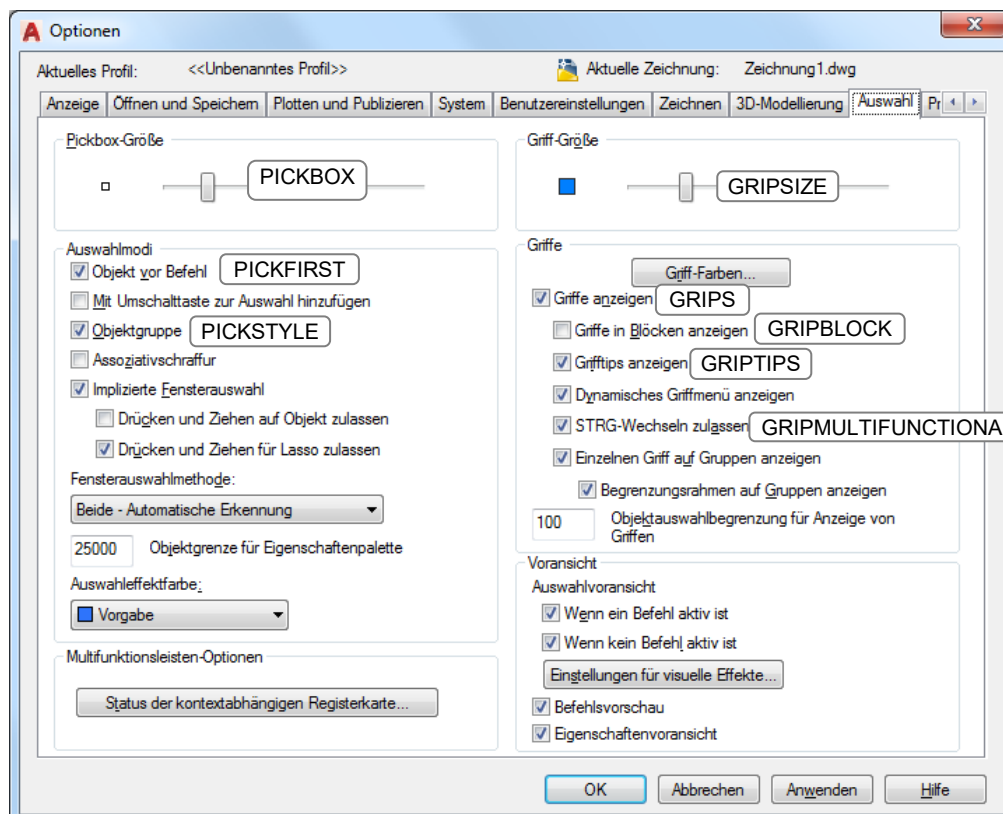 Optionen
Aktuelles Profil: <<Unbenanntes Profil>> Aktuelle Zeichnung: Zeichnung1.dwg
Anzeige Öffnen und Speichern Plotten und Publizieren System Benutzereinstellungen Zeichnen 3D-Modellierung Auswahl Pr
Pickbox-Größe
PICKBOX
Auswahlmodi
Objekt vor Befehl PICKFIRST
Mit Umschalttaste zur Auswahl hinzufügen
Objektgruppe PICKSTYLE
Assoziativschraffur
Implizierte Fensterauswahl
Drücken und Ziehen auf Objekt zulassen
Drücken und Ziehen für Lasso zulassen
Fensterauswahlmethode:
Beide - Automatische Erkennung
25000 Objektgrenze für Eigenschaftenpalette
Auswahleffektfarbe:
Vorgabe
Multifunktionsleisten-Optionen
Status der kontextabhängigen Registerkarte...
Griff-Größe
GRIPSIZE
Griffe
Griff-Farben...
Griffe anzeigen GRIPS
Griffe in Blöcken anzeigen GRIPBLOCK
Grifftips anzeigen GRIPTIPS
Dynamisches Griffmenü anzeigen
STRG-Wechseln zulassen GRIPMULTIFUNCTIONA
Einzelnen Griff auf Gruppen anzeigen
Begrenzungsrahmen auf Gruppen anzeigen
100 Objektauswahlbegrenzung für Anzeige von
Griffen
Voransicht
Auswahlvoransicht
Wenn ein Befehl aktiv ist
Wenn kein Befehl aktiv ist
Einstellungen für visuelle Effekte...
Befehlsvorschau
Eigenschaftenvoransicht
OK Abbrechen Anwenden Hilfe